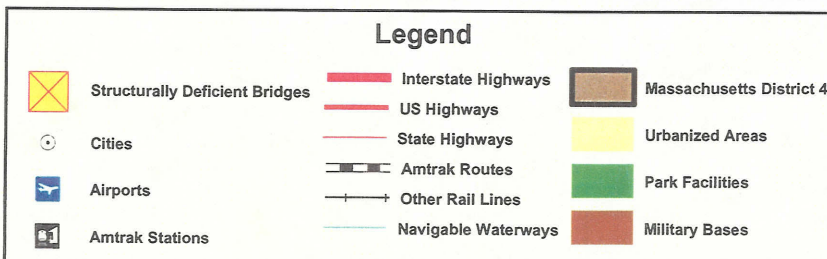 Legend
Structurally Deficient Bridges
Cities
Airports
Amtrak Stations
Interstate Highways
US Highways
State Highways
Amtrak Routes
Other Rail Lines
Navigable Waterways
Massachusetts District 4
Urbanized Areas
Park Facilities
Military Bases